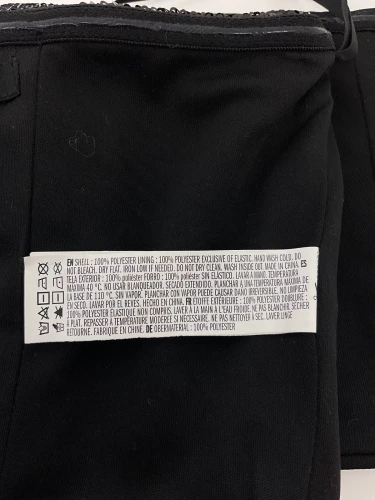 EN SHELL : 100% POLYESTER LINING : 100% POLYESTER EXCLUSIVE OF ELASTIC. HAND WASH COLD. DO
NOT BLEACH. DRY FLAT. IRON LOW IF NEEDED. DO NOT DRY CLEAN. WASH INSIDE OUT. MADE IN CHINA. ES
TELA EXTERIOR : 100% poliéster FORRO : 100% poliéster SIN ELÁSTICO. LAVAR A MANO. TEMPERATURA
MÁXIMA 40 °C. NO USAR BLANQUEADOR. SECADO EXTENDIDO. PLANCHAR A UNA TEMPERATURA MÁXIMA DE
LA BASE DE 110 °C, SIN VAPOR. PLANCHAR CON VAPOR PUEDE CAUSAR DAÑO IRREVERSIBLE. NO LIMPIEZA
EN SECO. LAVAR POR EL REVÉS. HECHO EN CHINA. FR ÉTOFFE EXTÉRIEURE : 100% POLYESTER DOUBLURE :
100% POLYESTER ÉLASTIQUE NON COMPRIS. LAVER À LA MAIN À L'EAU FROIDE. NE PAS BLANCHIR. SÉCHER
À PLAT. REPASSER À TEMPÉRATURE MODÉRÉE SI NÉCESSAIRE. NE PAS NETTOYER À SEC. LAVER LINGE
RETOURNÉ. FABRIQUÉ EN CHINE. DE OBERMATERIAL : 100% POLYESTER